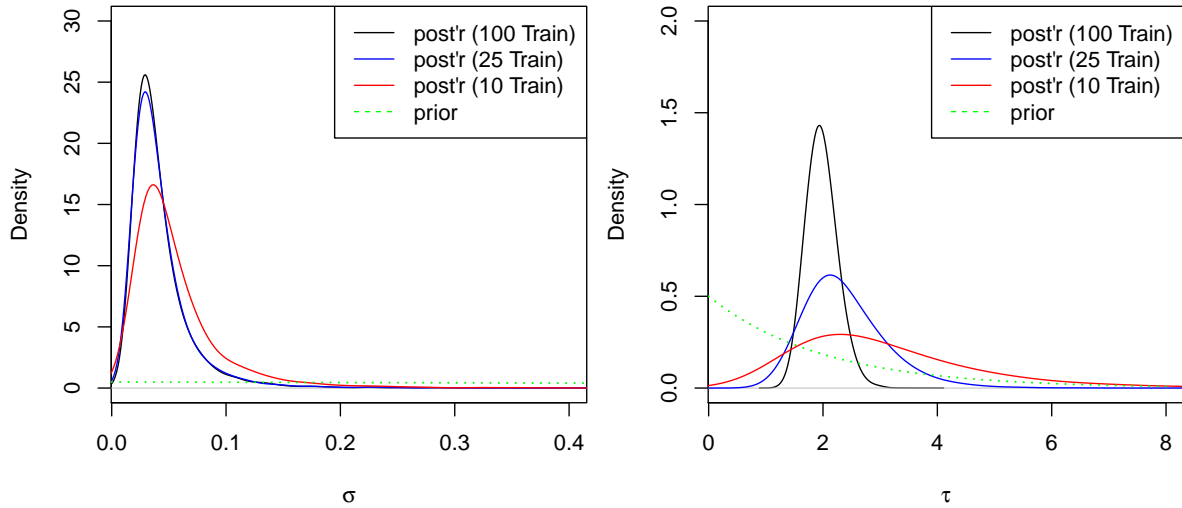 30
25
20
15
10
5
0
Density
0.0 0.1 0.2 0.3 0.4
σ
post'r (100 Train)
post'r (25 Train)
post'r (10 Train)
prior
2.0
1.5
1.0
0.5
0.0
Density
0 2 4 6 8
τ
post'r (100 Train)
post'r (25 Train)
post'r (10 Train)
prior